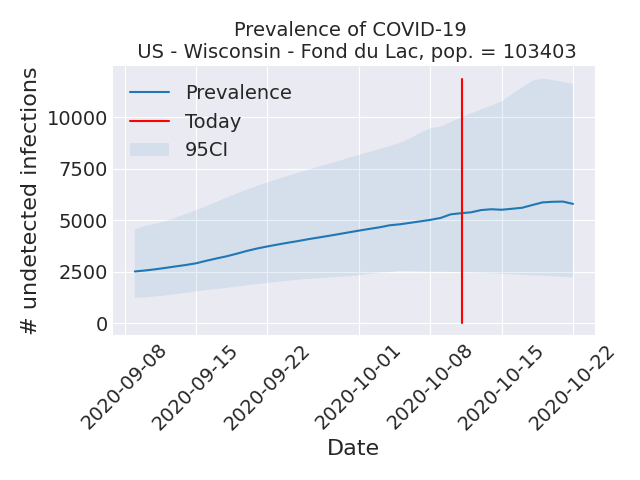 Prevalence of COVID-19
US - Wisconsin - Fond du Lac, pop. = 103403
Prevalence
Today
95CI
# undetected infections
10000
7500
5000
2500
0
2020-09-08
2020-09-15
2020-09-22
2020-10-01
2020-10-08
2020-10-15
2020-10-22
Date